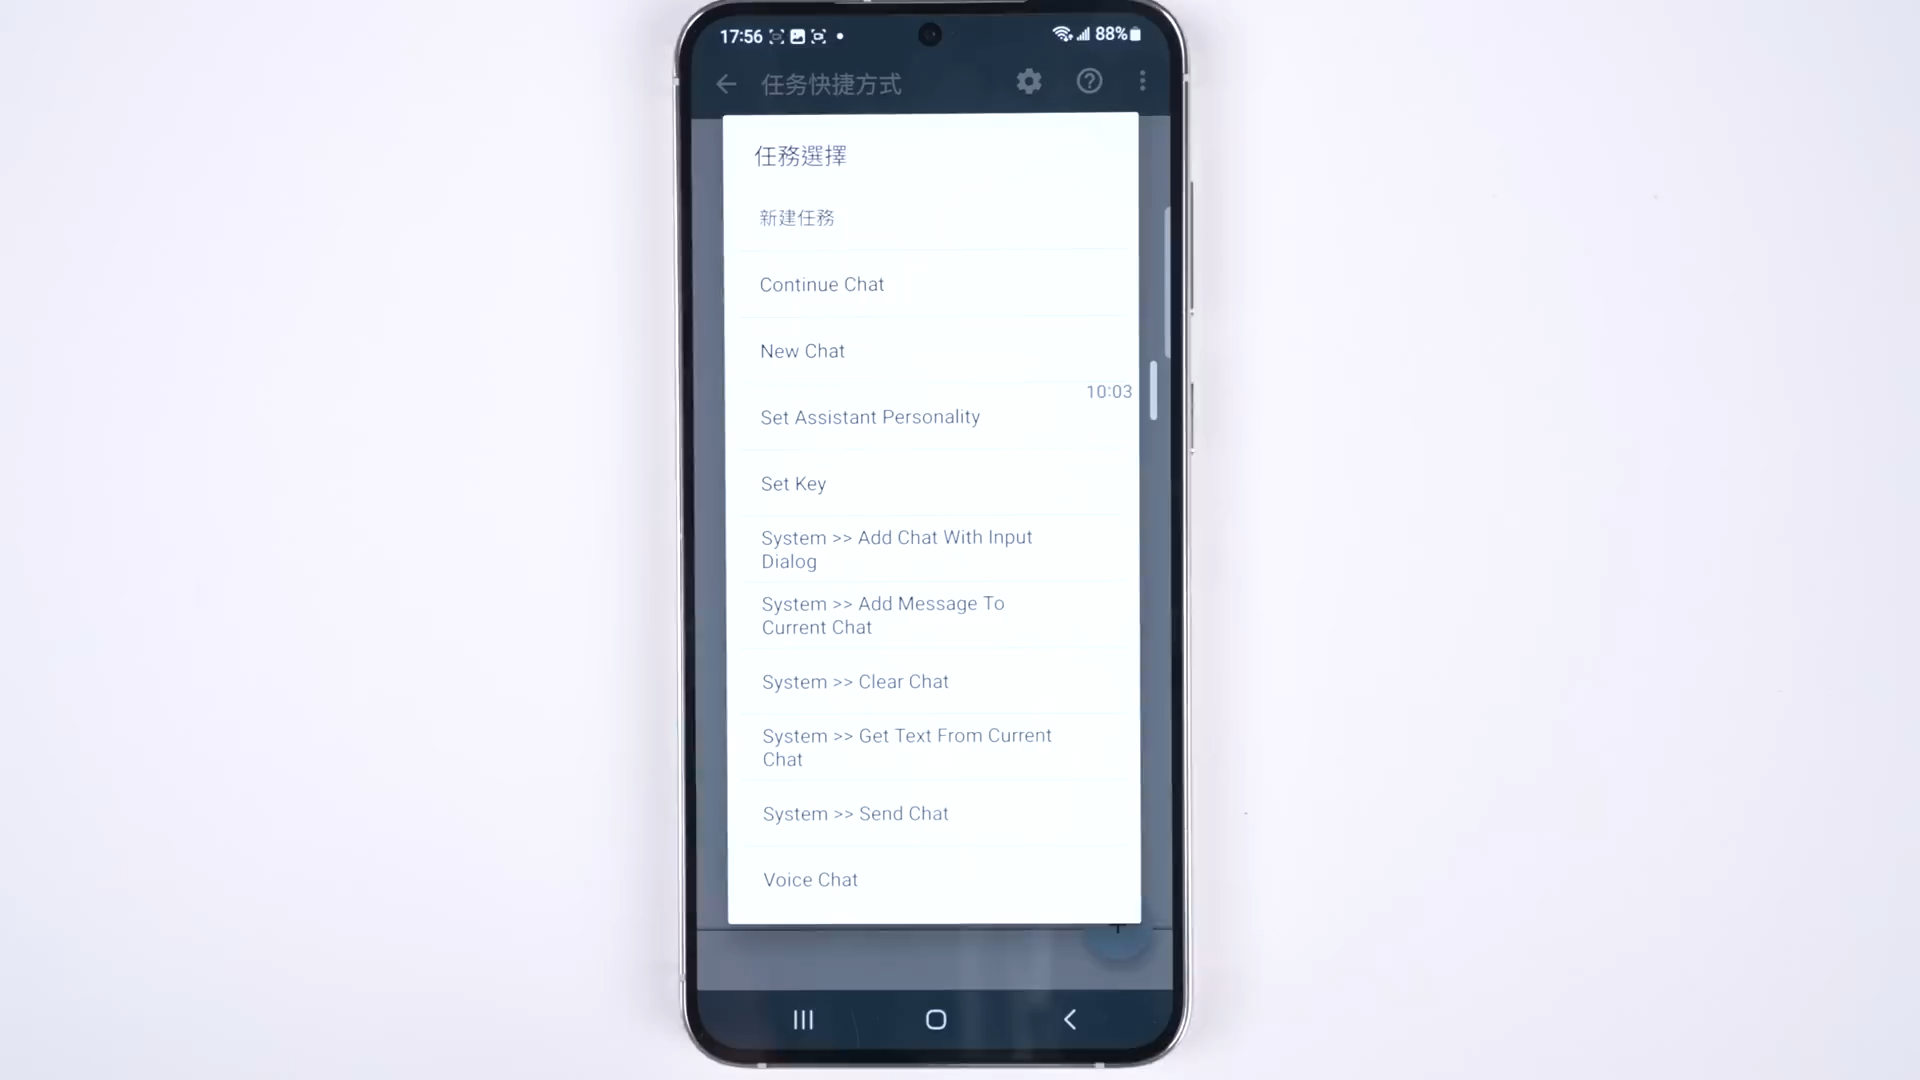 17:56
88%
任务快捷方式
任務選擇
新建任務
Continue Chat
New Chat
10:03
Set Assistant Personality
Set Key
System >> Add Chat With Input
Dialog
System >> Add Message To
Current Chat
System >> Clear Chat
System >> Get Text From Current
Chat
System >> Send Chat
Voice Chat